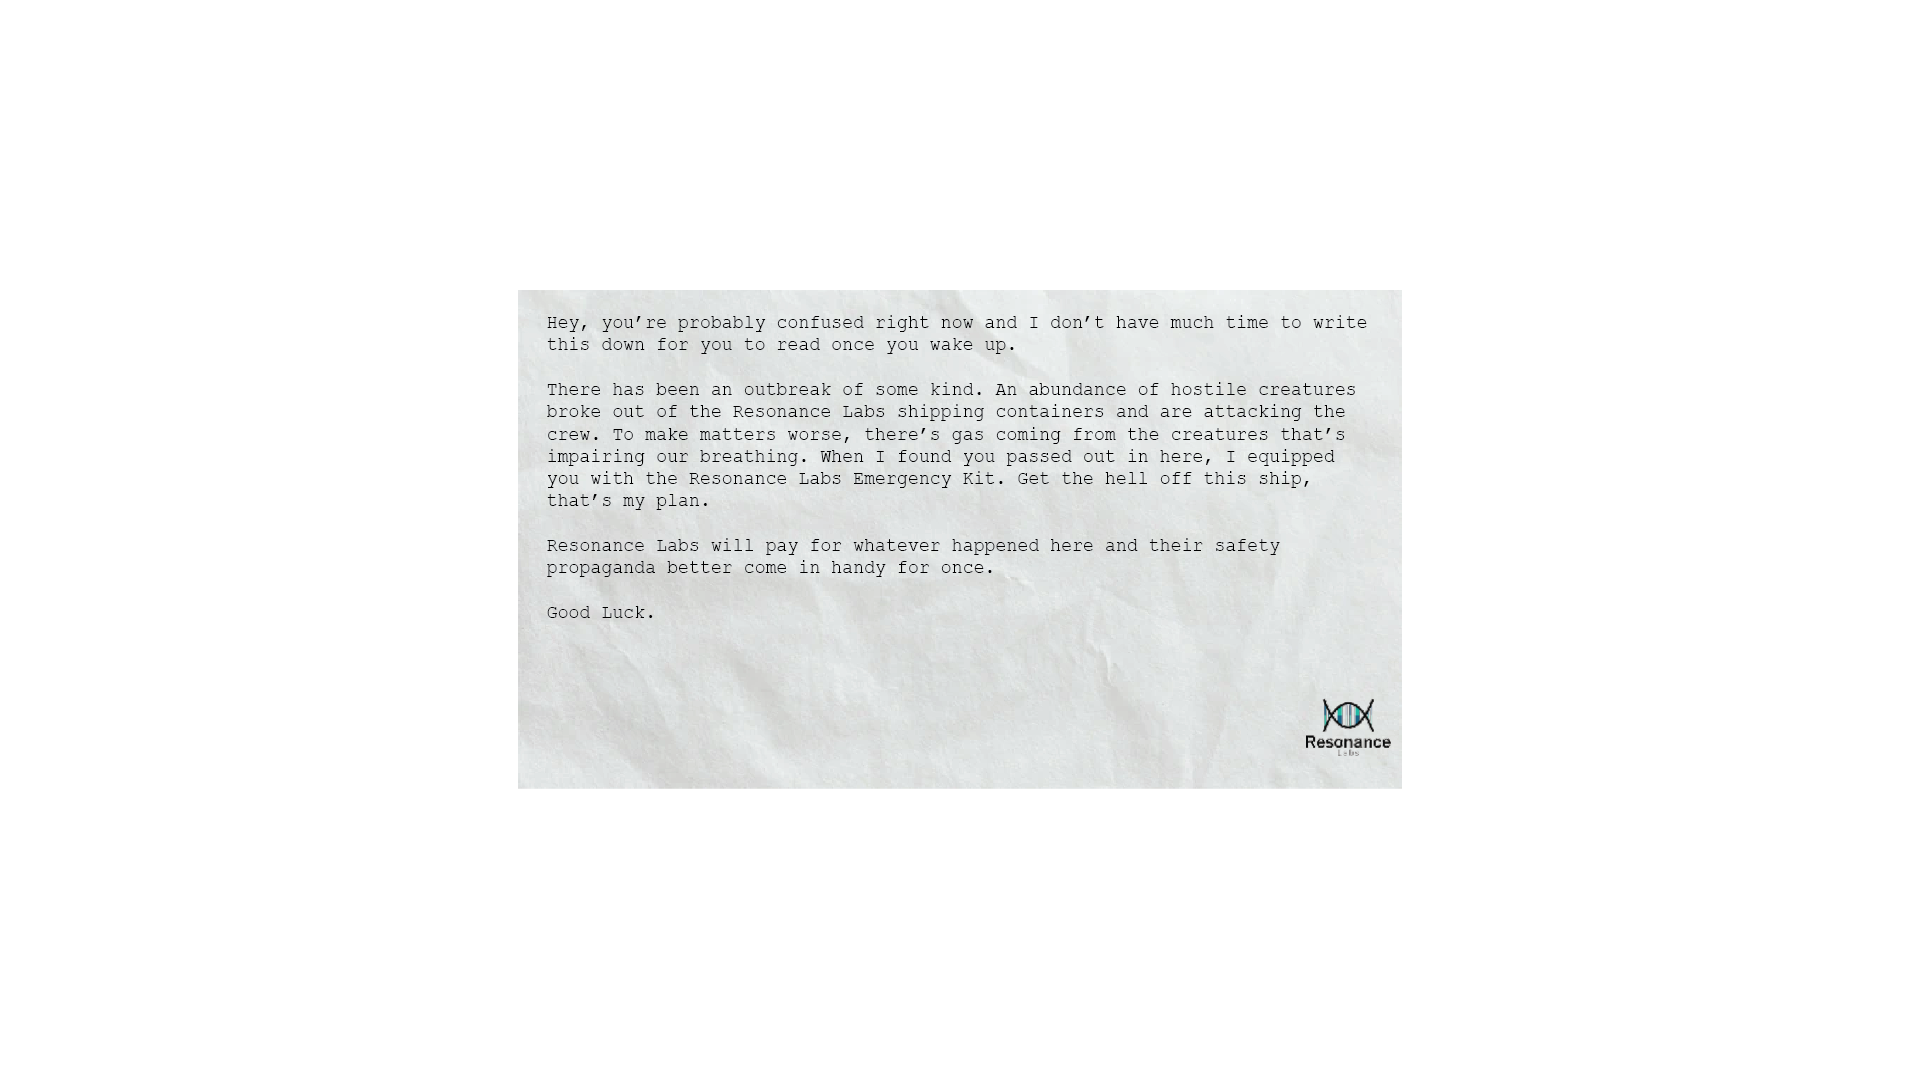 Hey, you’re probably confused right now and I don’t have much time to write
this down for you to read once you wake up.
There has been an outbreak of some kind. An abundance of hostile creatures
broke out of the Resonance Labs shipping containers and are attacking the
crew. To make matters worse, there’s gas coming from the creatures that’s
impairing our breathing. When I found you passed out in here, I equipped
you with the Resonance Labs Emergency Kit. Get the hell off this ship,
that’s my plan.
Resonance Labs will pay for whatever happened here and their safety
propaganda better come in handy for once.
Good Luck.
Resonance
Labs